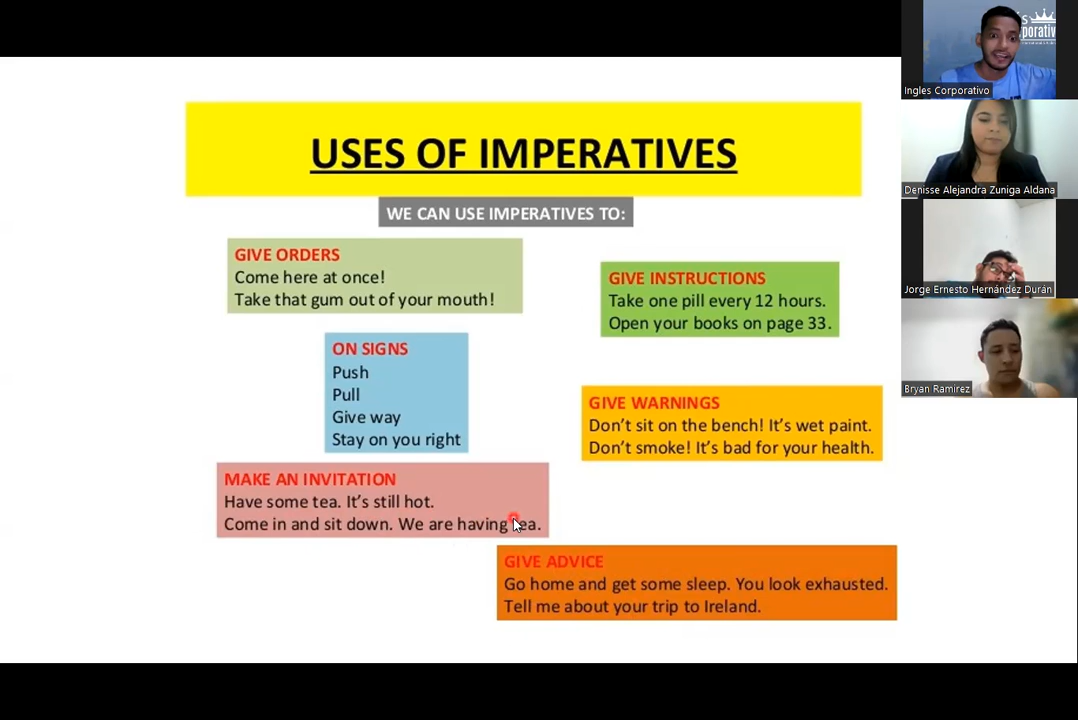 USES OF IMPERATIVES
WE CAN USE IMPERATIVES TO:
GIVE ORDERS
Come here at once!
Take that gum out of your mouth!
GIVE INSTRUCTIONS
Take one pill every 12 hours.
Open your books on page 33.
ON SIGNS
Push
Pull
Give way
Stay on you right
GIVE WARNINGS
Don't sit on the bench! It's wet paint.
Don't smoke! It's bad for your health.
MAKE AN INVITATION
Have some tea. It's still hot.
Come in and sit down. We are having tea.
GIVE ADVICE
Go home and get some sleep. You look exhausted.
Tell me about your trip to Ireland.
Ingles Corporativo
Denisse Alejandra Zuniga Aldana
Jorge Ernesto Hernández Durán
Bryan Ramirez